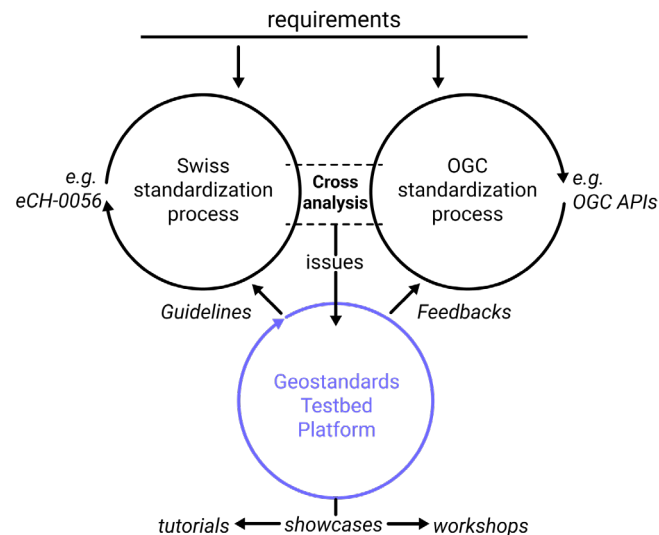 requirements
Swiss
standardization
process
Cross
analysis
OGC
standardization
process
e.g.
eCH-0056
e.g.
OGC APIs
issues
Guidelines
Feedbacks
Geostandards
Testbed
Platform
tutorials
showcases
workshops